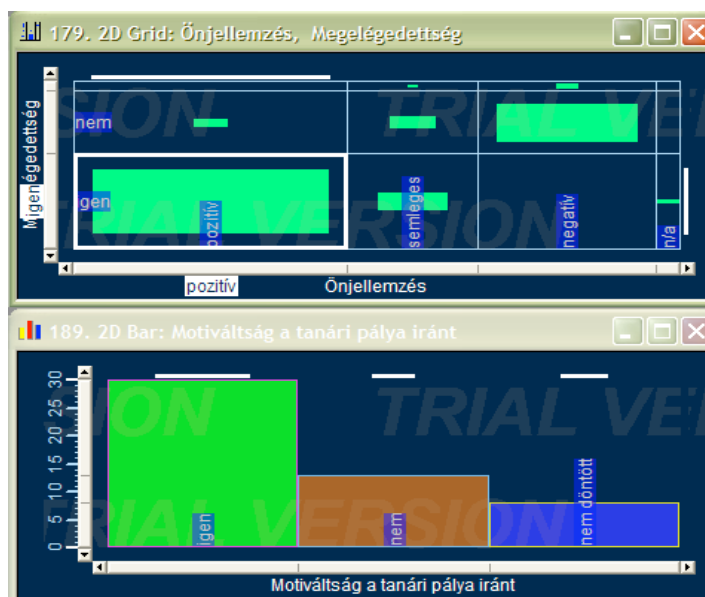 179. 2D Grid: Önjellemzés, Megelégedettség
TRIAL VERSION
Megelégedettség
igen
nem
igen
pozitív
semleges
negatív
n/a
pozitív
Önjellemzés
189. 2D Bar: Motiváltság a tanári pálya iránt
TRIAL VERSION
30
25
20
15
10
5
0
igen
nem
nem döntött
Motiváltság a tanári pálya iránt